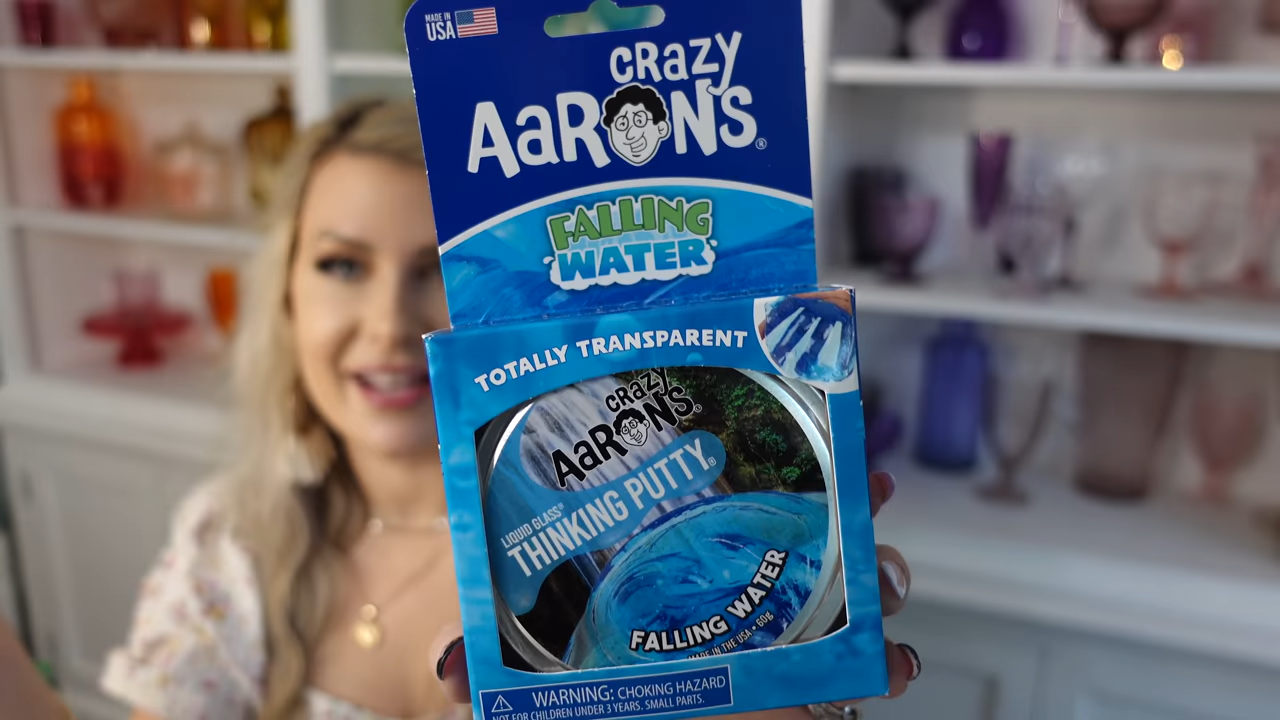 MADE IN
USA
CRAZY
AARONS®
FALLING
WATER
TOTALLY TRANSPARENT
CRAZY
AARONS®
LIQUID GLASS®
THINKING PUTTY®
FALLING WATER
MADE IN THE USA • 60g
WARNING: CHOKING HAZARD
NOT FOR CHILDREN UNDER 3 YEARS. SMALL PARTS.